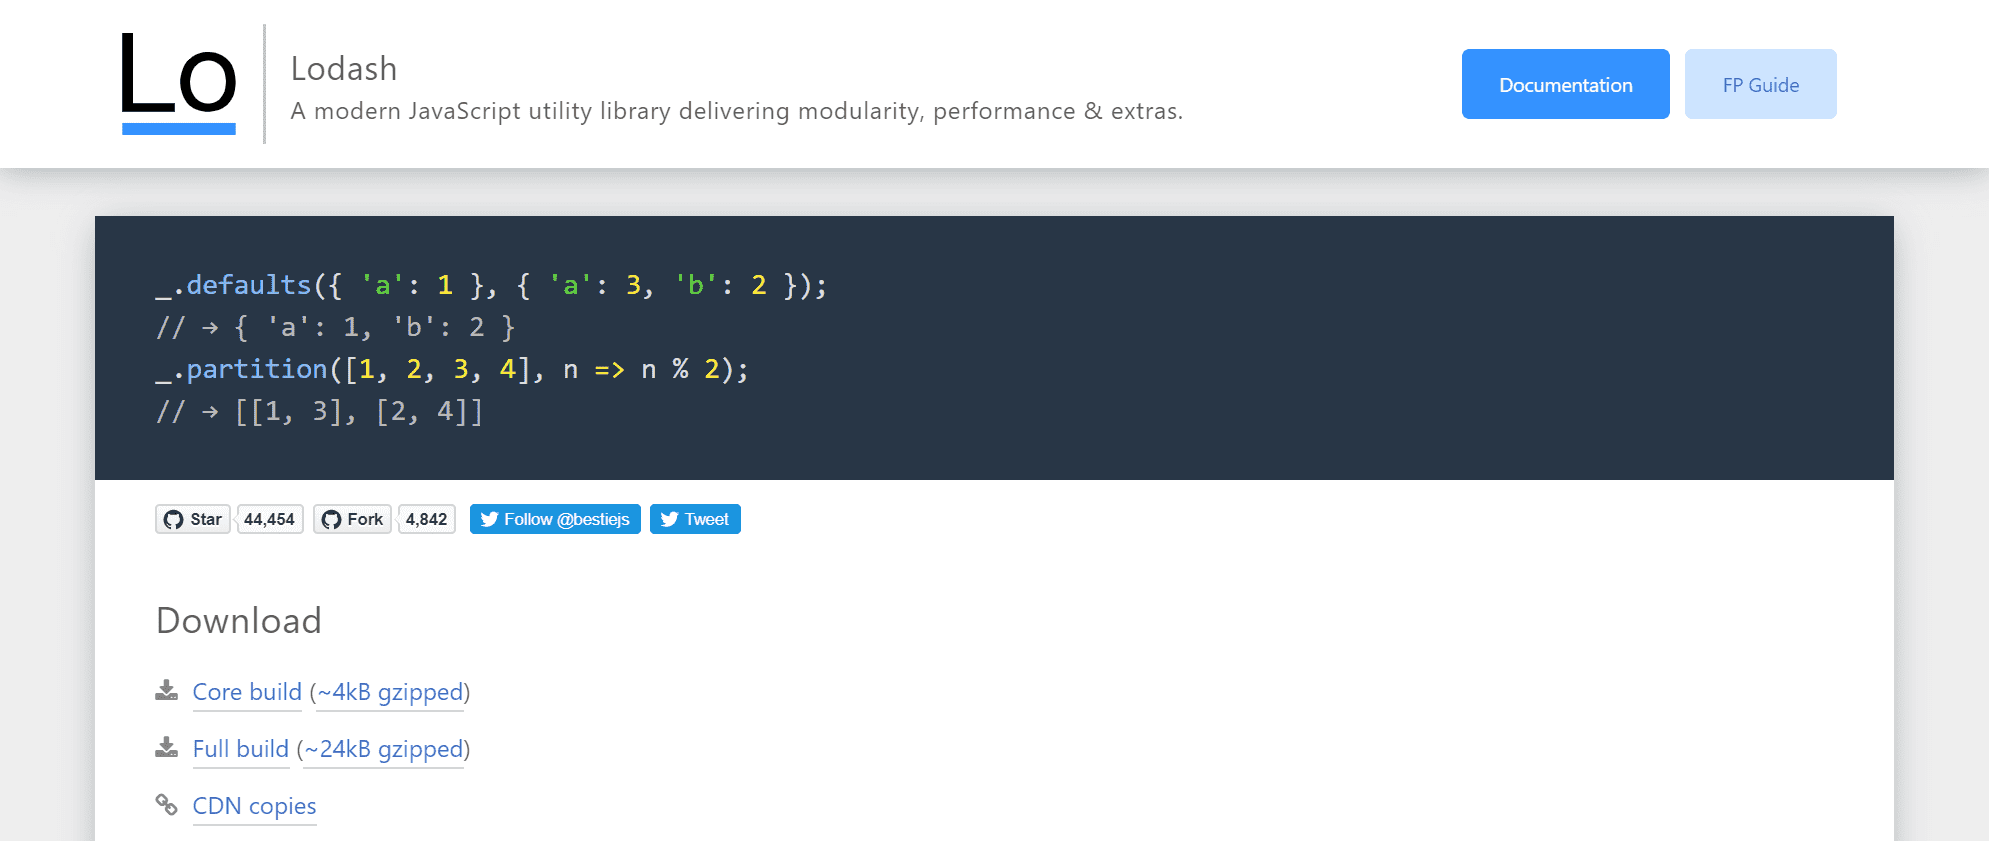 Lo
Lodash
A modern JavaScript utility library delivering modularity, performance & extras.
Documentation
FP Guide
_.defaults({ 'a': 1 }, { 'a': 3, 'b': 2 });
// → { 'a': 1, 'b': 2 }
_.partition([1, 2, 3, 4], n => n % 2);
// → [[1, 3], [2, 4]]
Star 44,454 Fork 4,842 Follow @bestiejs Tweet
Download
Core build (~4kB gzipped)
Full build (~24kB gzipped)
CDN copies